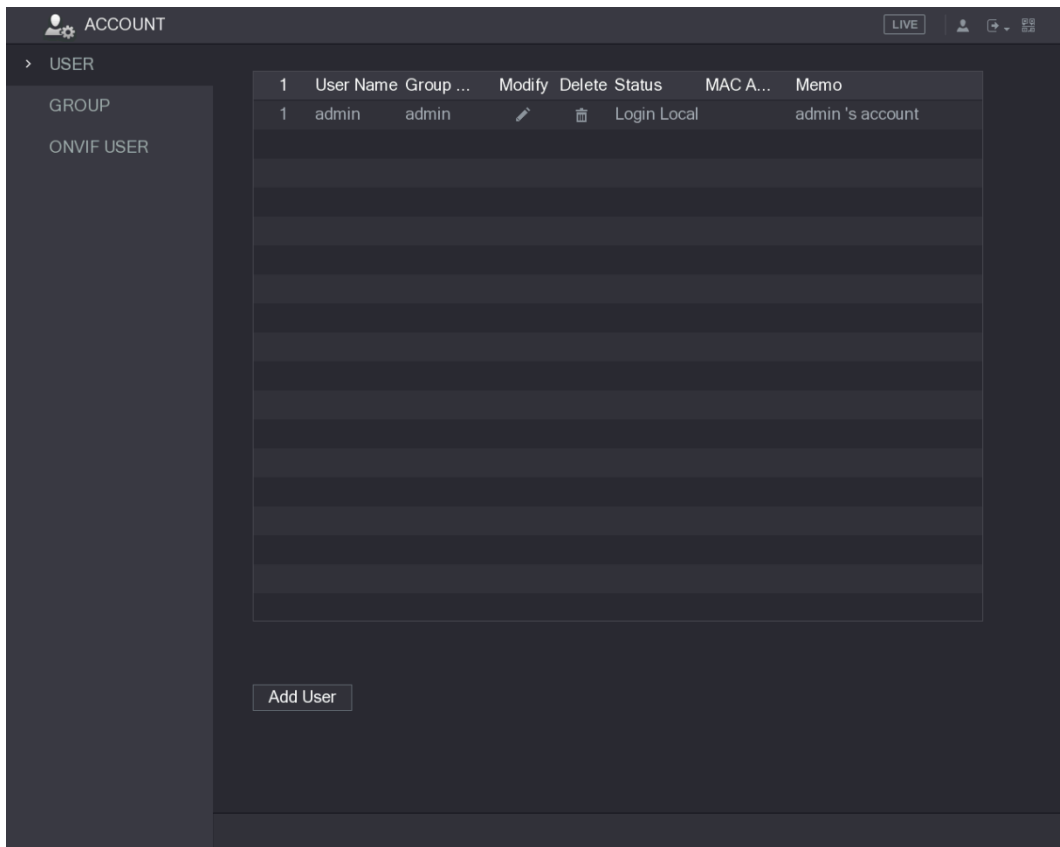 ACCOUNT
LIVE
USER
GROUP
ONVIF USER
1 User Name Group ... Modify Delete Status MAC A... Memo
1 admin admin Login Local admin 's account
Add User